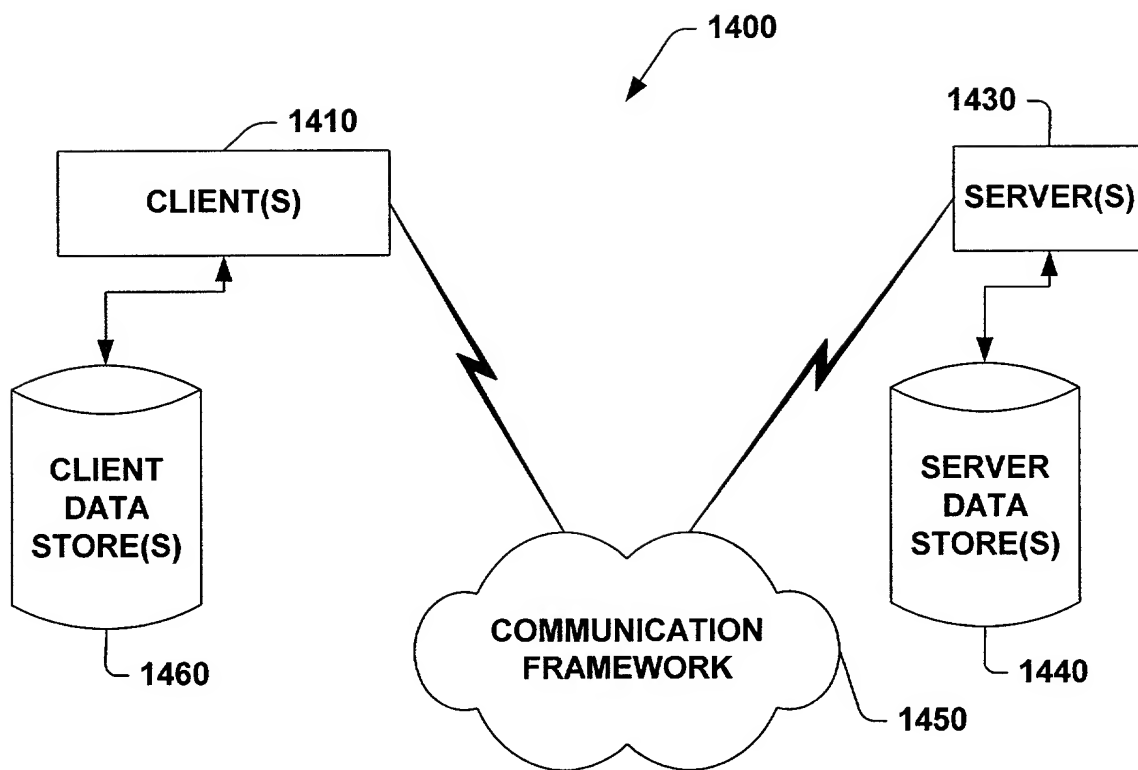 1400
1410
1430
CLIENT(S)
SERVER(S)
CLIENT
DATA
STORE(S)
SERVER
DATA
STORE(S)
COMMUNICATION
FRAMEWORK
1460
1440
1450